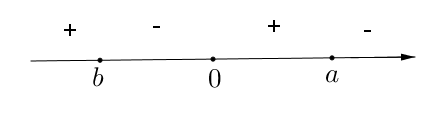 + - + -
b 0 a